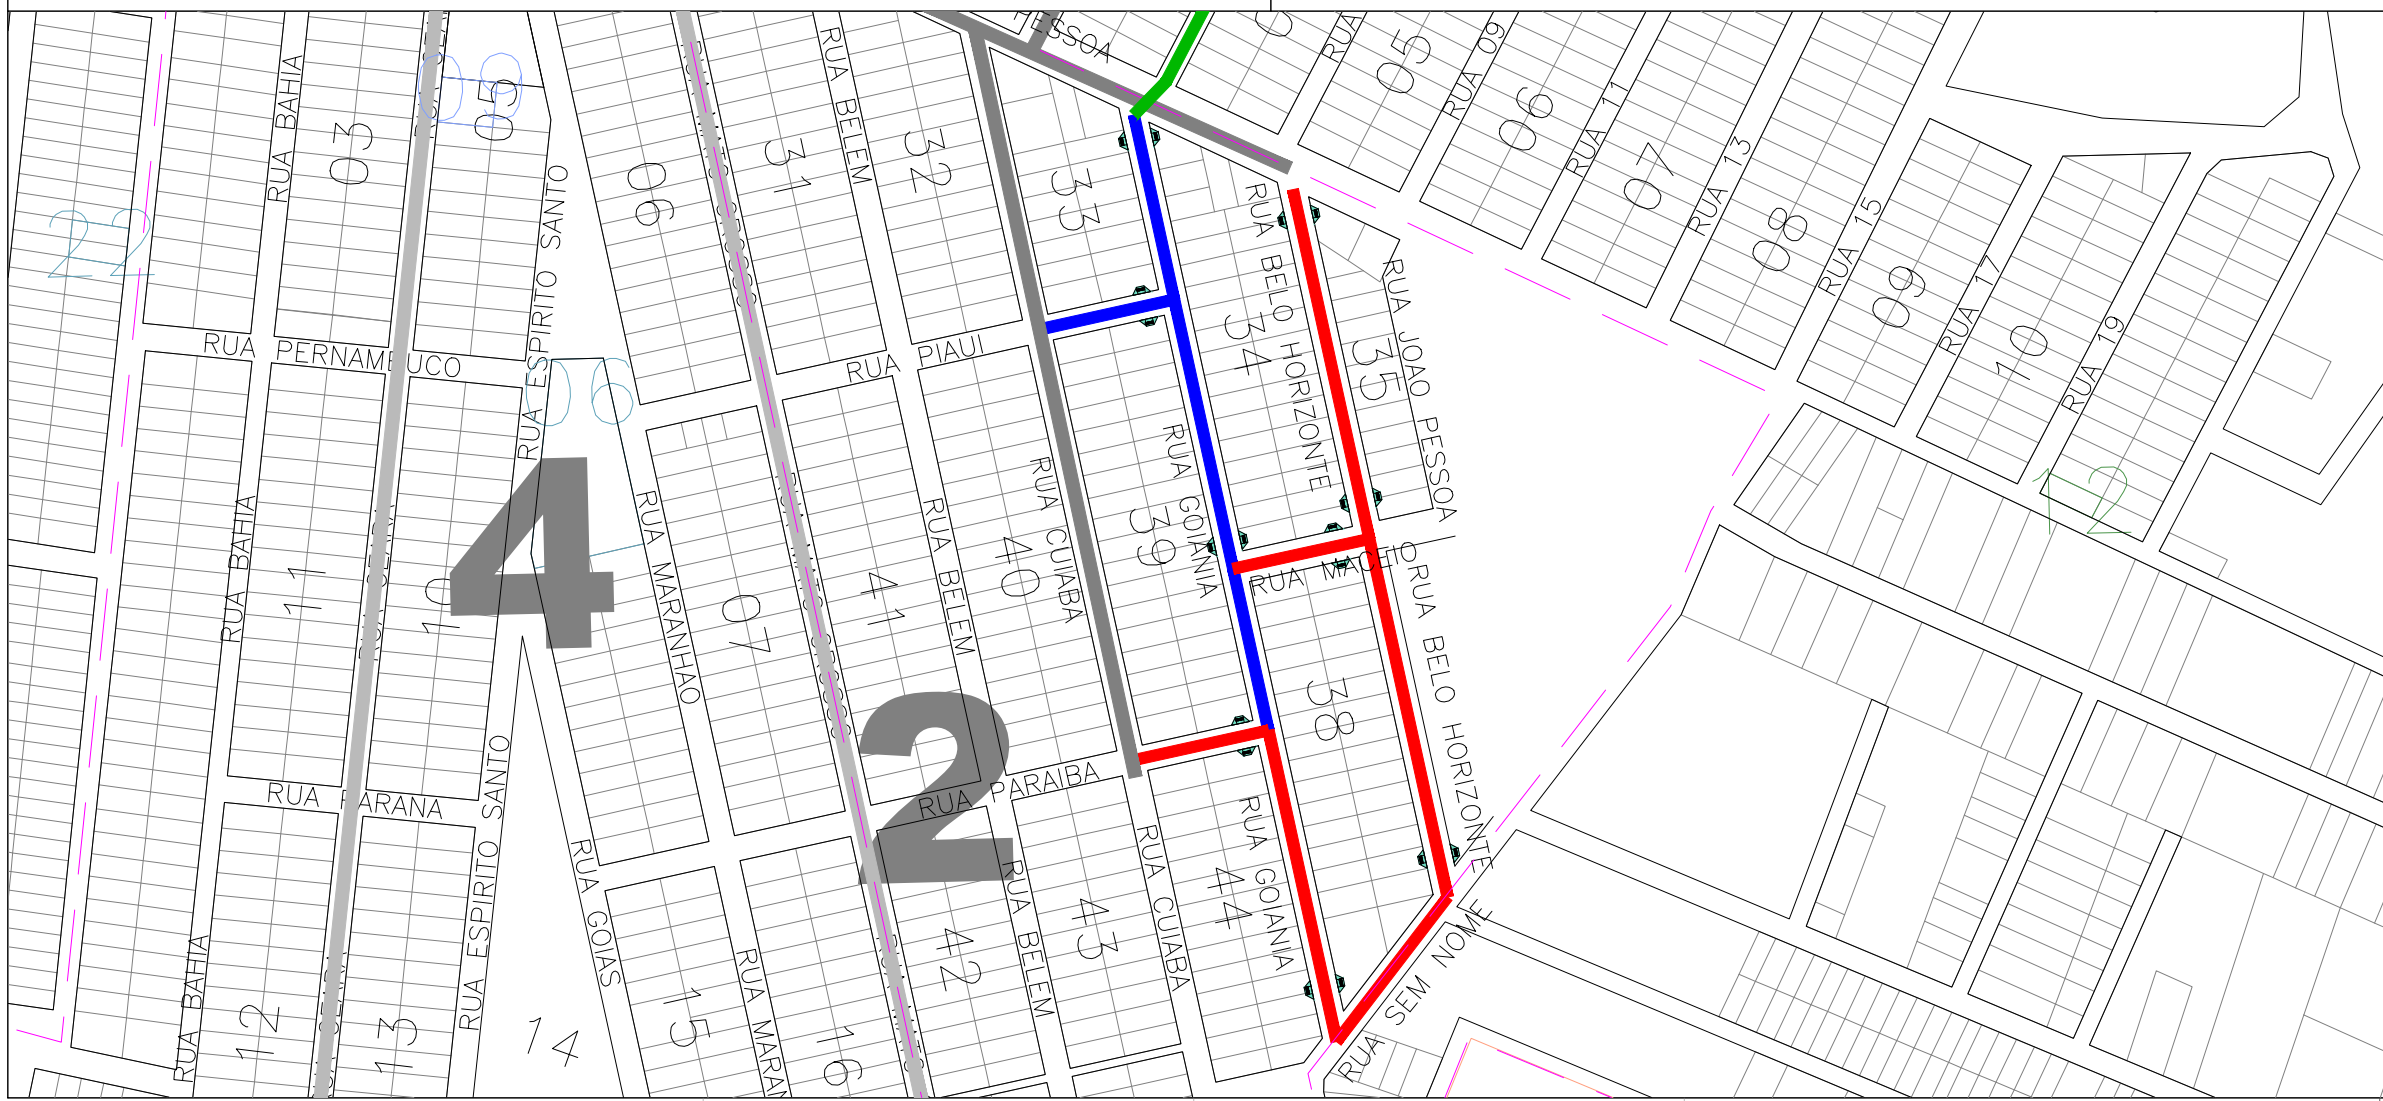 RUA BAHIA
03
09
05
RUA ESPIRITO SANTO
06
31
RUA BELEM
32
33
PESSOA
RUA
05
RUA 09
06
RUA 11
07
RUA 13
08
RUA 15
09
RUA 17
10
RUA 19
12
22
RUA PERNAMBUCO
06
RUA PIAUI
RUA BELO HORIZONTE
34
35
RUA JOAO PESSOA
RUA BAHIA
11
10
4
RUA ESPIRITO SANTO
RUA MARANHAO
07
41
RUA BELEM
40
RUA CUIABA
39
RUA GOIANIA
RUA MACEIO
38
RUA BELO HORIZONTE
RUA PARANA
2
RUA PARAIBA
RUA BAHIA
12
13
14
RUA GOIAS
15
RUA MARAN
16
42
RUA BELEM
43
RUA CUIABA
44
RUA GOIANIA
RUA SEM NOME